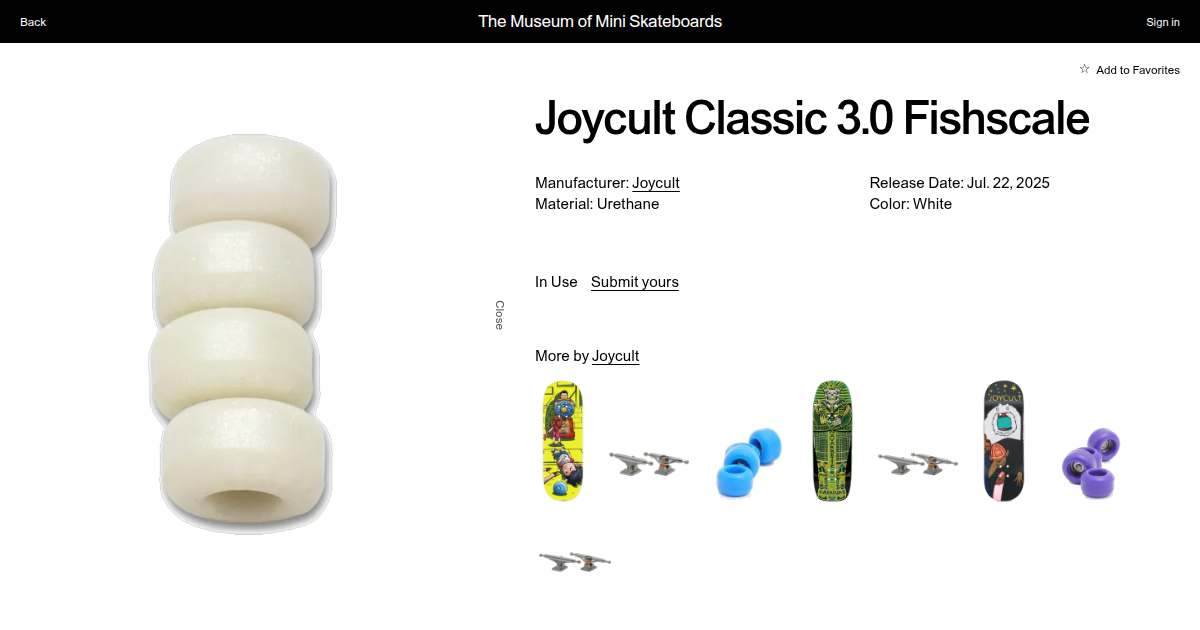 Back
The Museum of Mini Skateboards
Sign in
☆ Add to Favorites
Joycult Classic 3.0 Fishscale
Manufacturer: Joycult
Release Date: Jul. 22, 2025
Material: Urethane
Color: White
In Use
Submit yours
Close
More by Joycult
JOYCULT